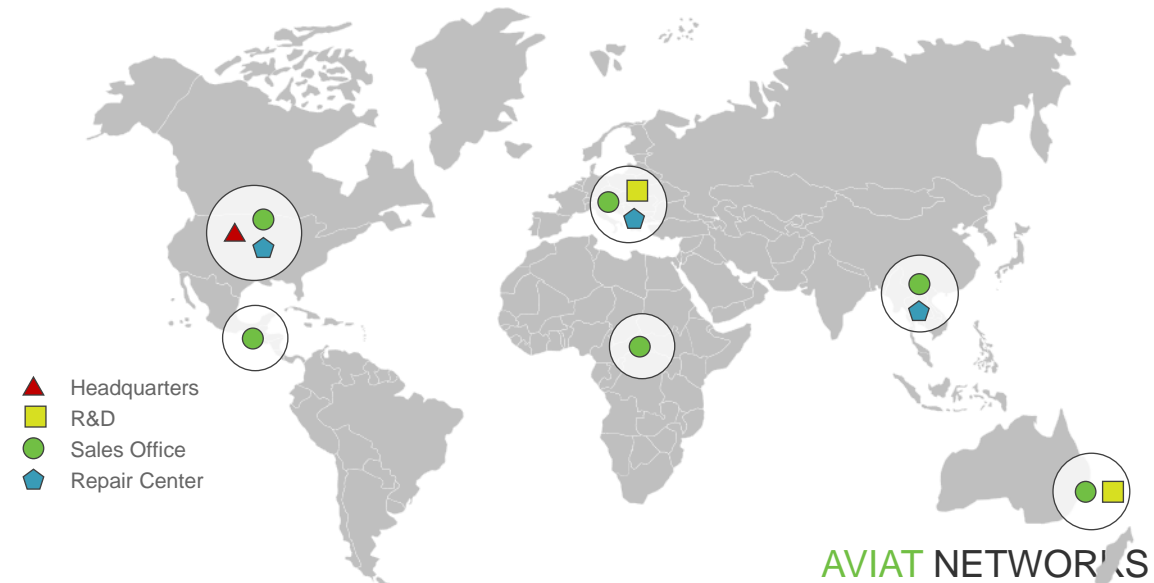 Headquarters
R&D
Sales Office
Repair Center
AVIAT NETWORKS